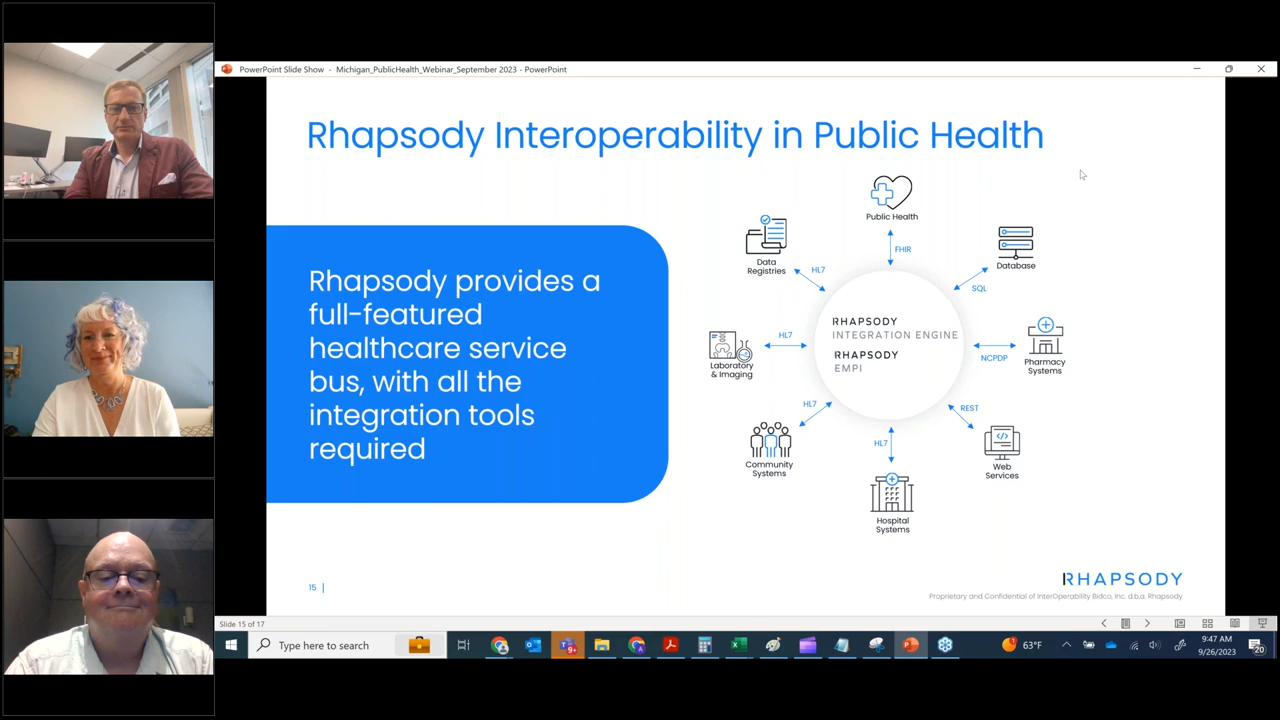 PowerPoint Slide Show - Michigan_PublicHealth_Webinar_September 2023 - PowerPoint
Rhapsody Interoperability in Public Health
Rhapsody provides a
full-featured
healthcare service
bus, with all the
integration tools
required
Public Health
FHIR
Data
Registries
HL7
Database
SQL
Laboratory
& Imaging
HL7
RHAPSODY
INTEGRATION ENGINE
RHAPSODY
EMPI
NCPDP
Pharmacy
Systems
HL7
Community
Systems
HL7
Hospital
Systems
REST
Web
Services
15
RHAPSODY
Proprietary and Confidential of InterOperability Bidco, Inc. d.b.a. Rhapsody
Slide 15 of 17
Type here to search
9+
63°F
9:47 AM
9/26/2023
20